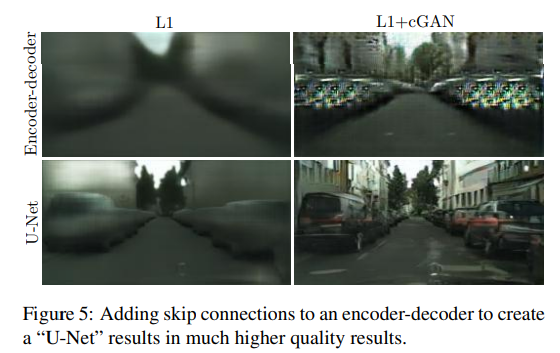 L1
L1+cGAN
Encoder-decoder
U-Net
Figure 5: Adding skip connections to an encoder-decoder to create
a “U-Net” results in much higher quality results.